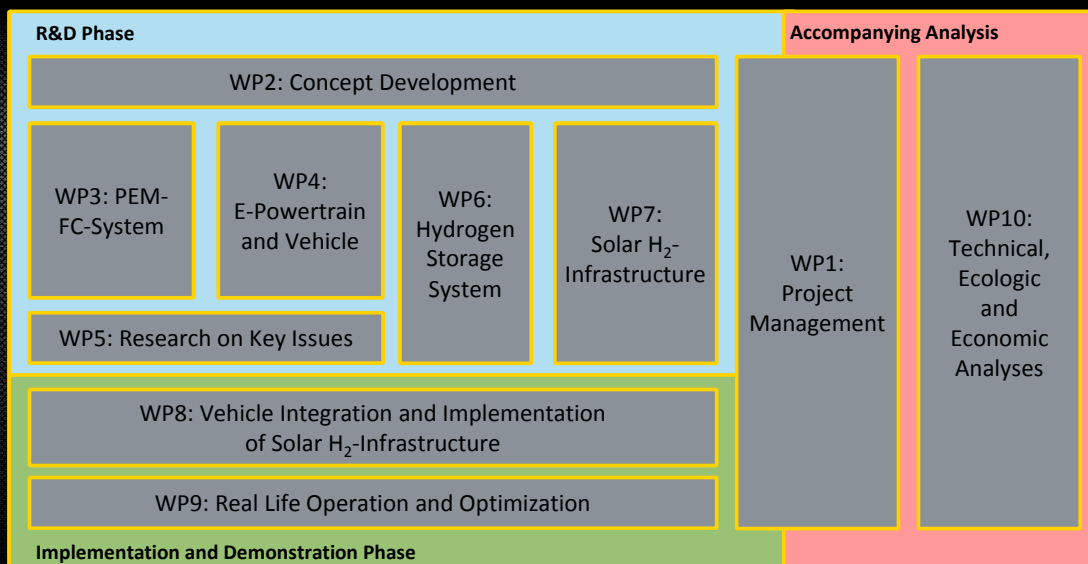 R&D Phase
Accompanying Analysis
WP2: Concept Development
WP3: PEM-
FC-System
WP4:
E-Powertrain
and Vehicle
WP6:
Hydrogen
Storage
System
WP7:
Solar H₂-
Infrastructure
WP5: Research on Key Issues
WP1:
Project
Management
WP10:
Technical,
Ecologic
and
Economic
Analyses
WP8: Vehicle Integration and Implementation
of Solar H₂-Infrastructure
WP9: Real Life Operation and Optimization
Implementation and Demonstration Phase